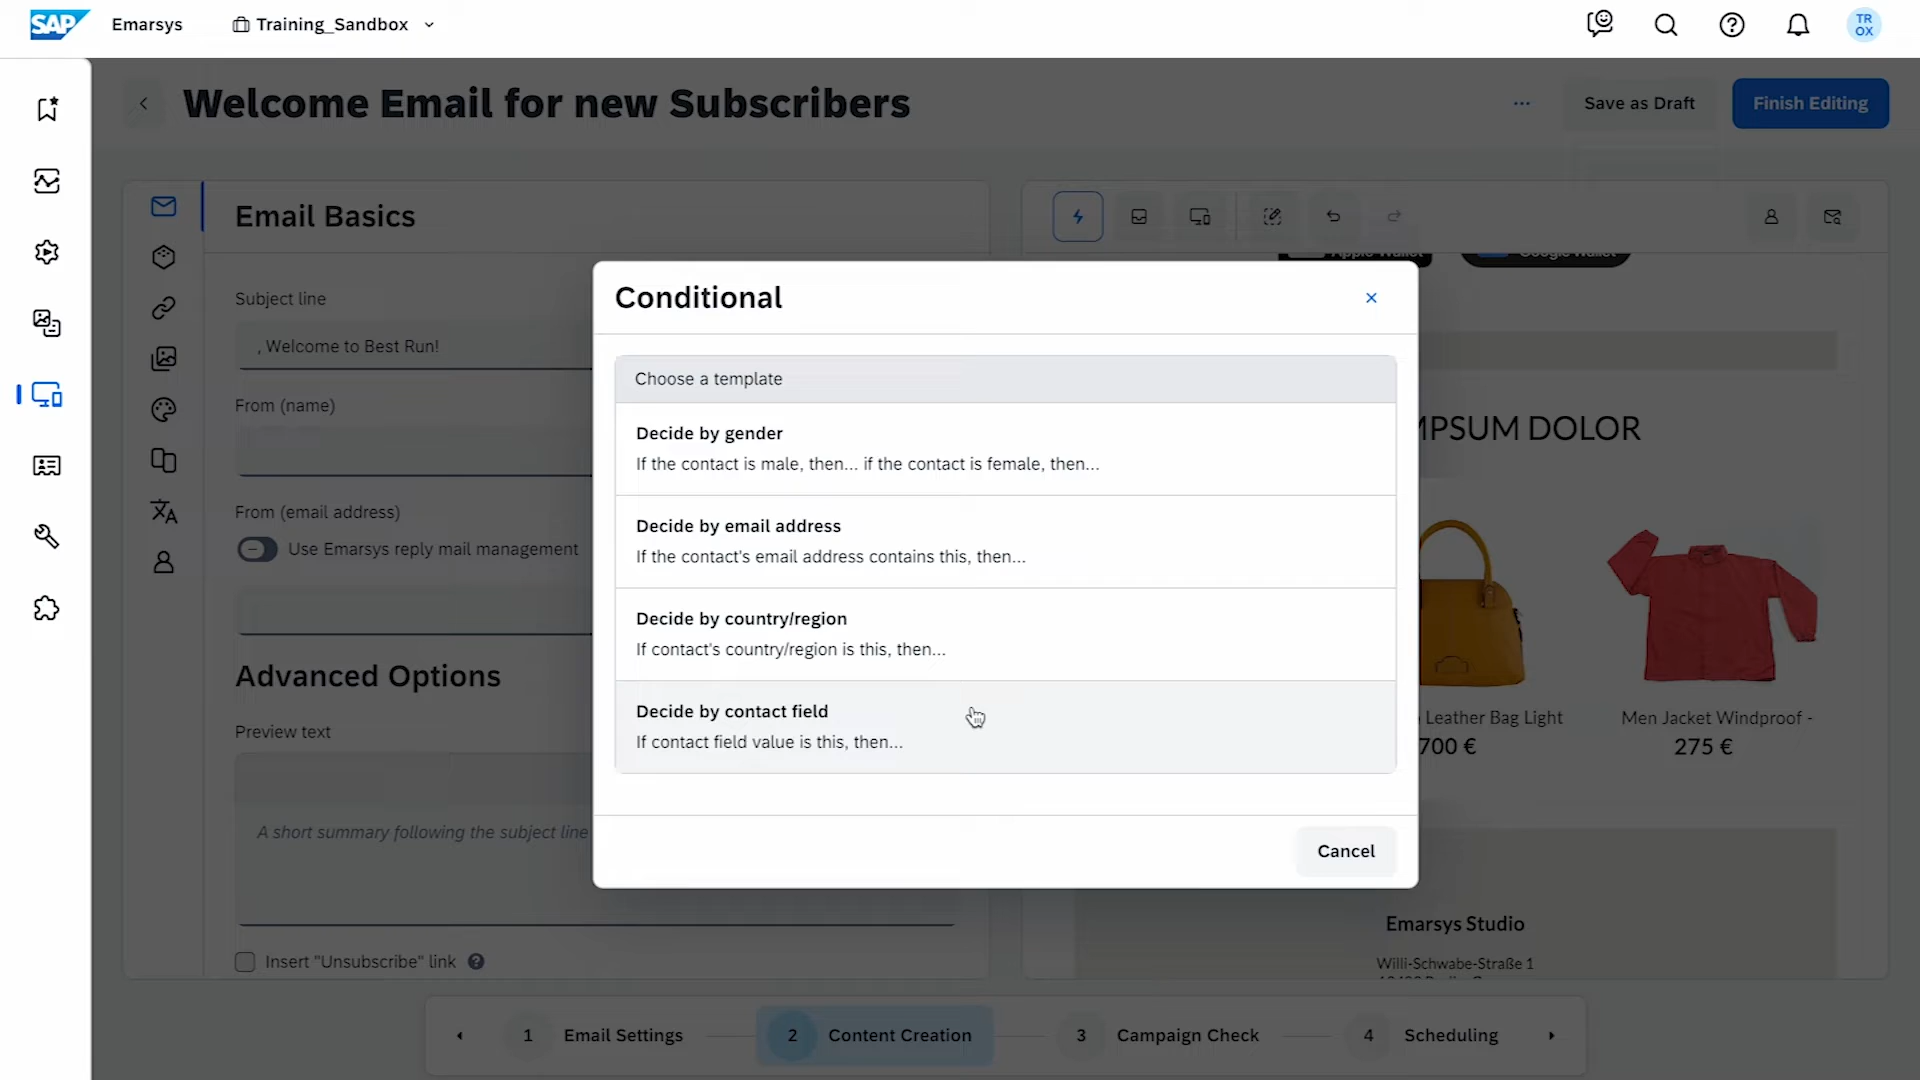 SAP
Emarsys
Training_Sandbox
TR
OX
Welcome Email for new Subscribers
Save as Draft
Finish Editing
Email Basics
Subject line
, Welcome to Best Run!
From (name)
From (email address)
Use Emarsys reply mail management
Advanced Options
Preview text
A short summary following the subject line
Insert "Unsubscribe" link
Conditional
Choose a template
Decide by gender
If the contact is male, then... if the contact is female, then...
Decide by email address
If the contact's email address contains this, then...
Decide by country/region
If contact's country/region is this, then...
Decide by contact field
If contact field value is this, then...
Cancel
Apple Wallet
Google Wallet
MPSUM DOLOR
Leather Bag Light
700 €
Men Jacket Windproof -
275 €
Emarsys Studio
Willi-Schwabe-Straße 1
1 Email Settings
2 Content Creation
3 Campaign Check
4 Scheduling